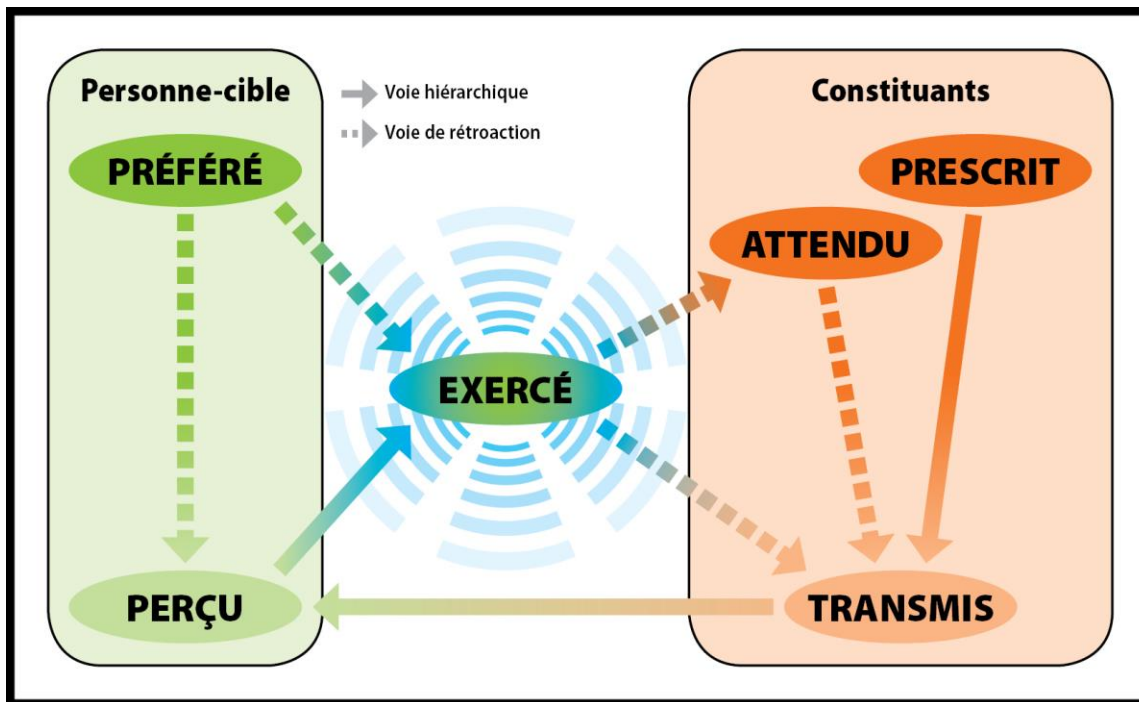 Personne-cible
Voie hiérarchique
Voie de rétroaction
Constituants
PRÉFÉRÉ
PRESCRIT
ATTENDU
EXERCÉ
PERÇU
TRANSMIS